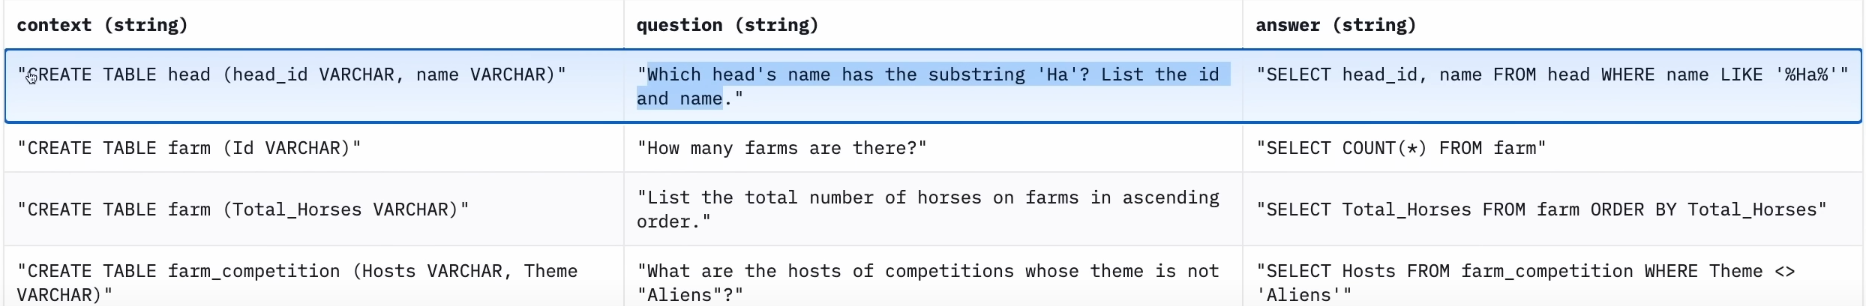 context (string) question (string) answer (string)
"CREATE TABLE head (head_id VARCHAR, name VARCHAR)"
"Which head's name has the substring 'Ha'? List the id
and name."
"SELECT head_id, name FROM head WHERE name LIKE '%Ha%'"
"CREATE TABLE farm (Id VARCHAR)"
"How many farms are there?"
"SELECT COUNT(*) FROM farm"
"CREATE TABLE farm (Total_Horses VARCHAR)"
"List the total number of horses on farms in ascending
order."
"SELECT Total_Horses FROM farm ORDER BY Total_Horses"
"CREATE TABLE farm_competition (Hosts VARCHAR, Theme
VARCHAR)"
"What are the hosts of competitions whose theme is not
"Aliens"?"
"SELECT Hosts FROM farm_competition WHERE Theme <>
'Aliens'"